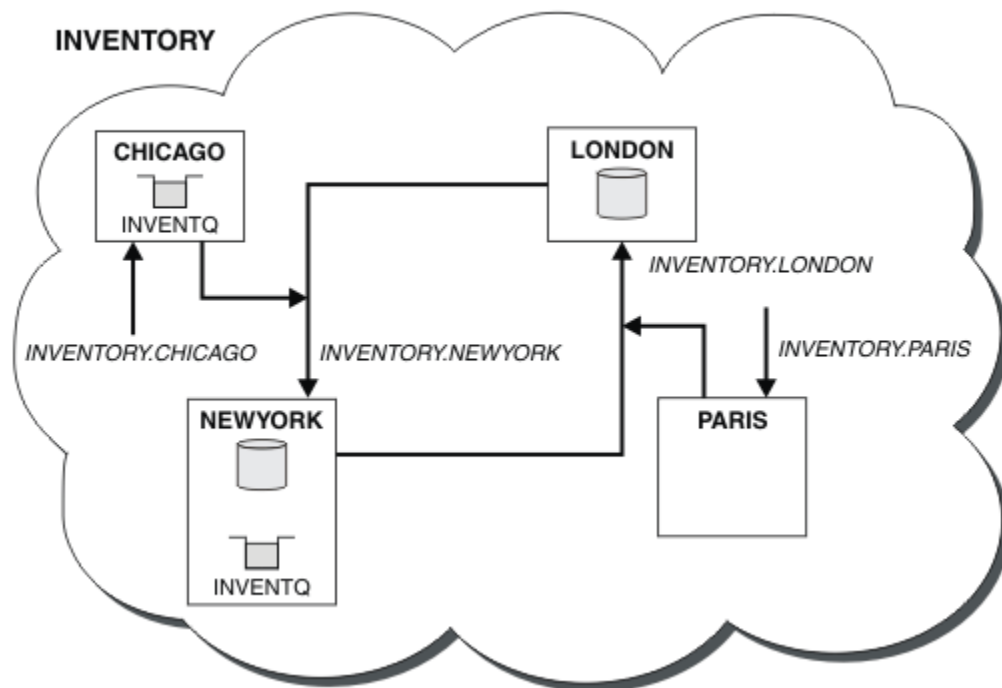 INVENTORY
CHICAGO
INVENTQ
LONDON
INVENTORY.LONDON
INVENTORY.CHICAGO
INVENTORY.NEWYORK
INVENTORY.PARIS
NEWYORK
INVENTQ
PARIS